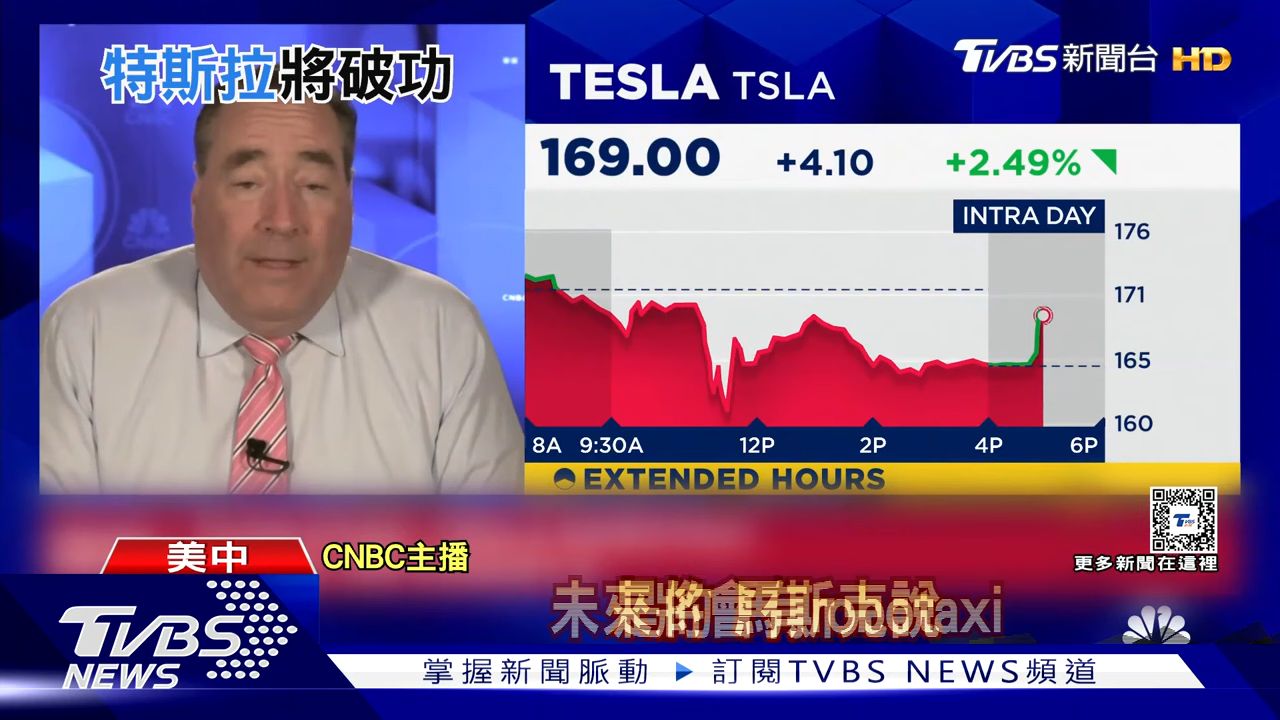 特斯拉將破功
TESLA TSLA
TVBS新聞台 HD
169.00 +4.10 +2.49%
INTRA DAY
176
171
165
160
8A 9:30A 12P 2P 4P 6P
EXTENDED HOURS
美中
CNBC主播
更多新聞在這裡
TVBS
NEWS
掌握新聞脈動 ▶ 訂閱TVBS NEWS頻道